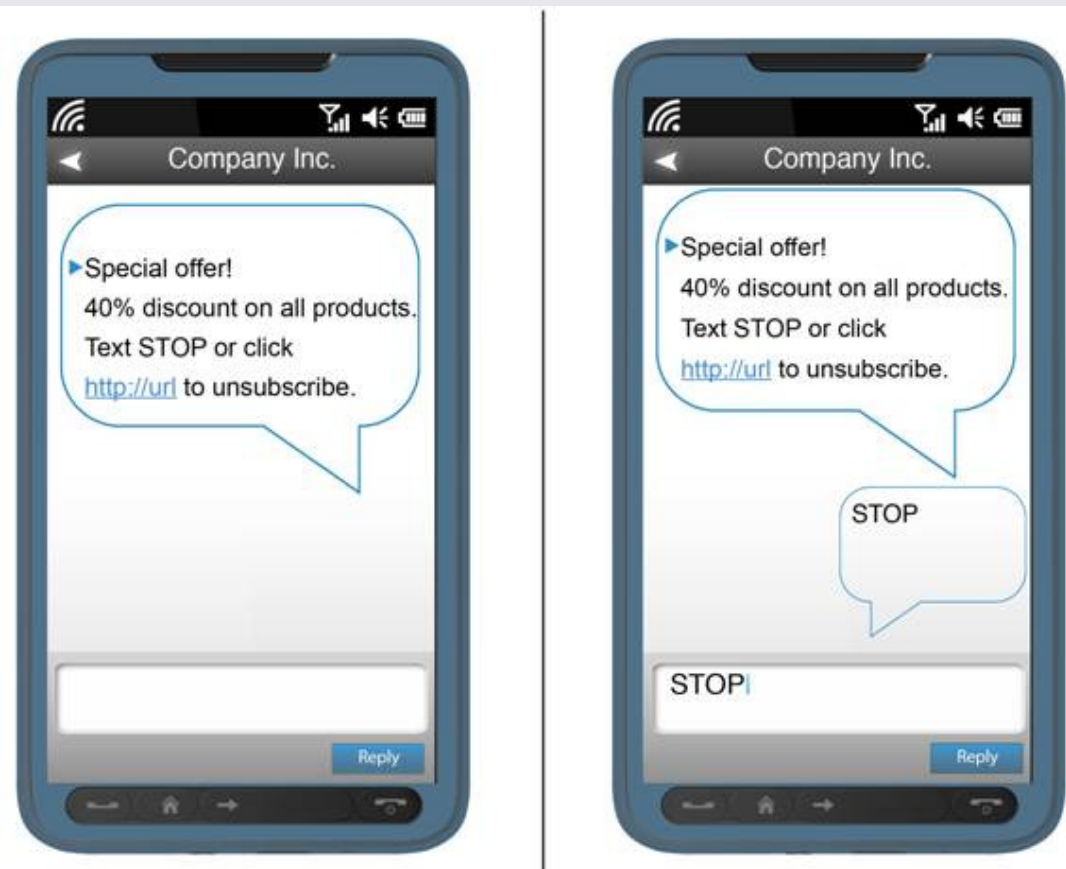 Company Inc.
Special offer!
40% discount on all products.
Text STOP or click
http://url to unsubscribe.
Reply
Company Inc.
Special offer!
40% discount on all products.
Text STOP or click
http://url to unsubscribe.
STOP
STOP
Reply